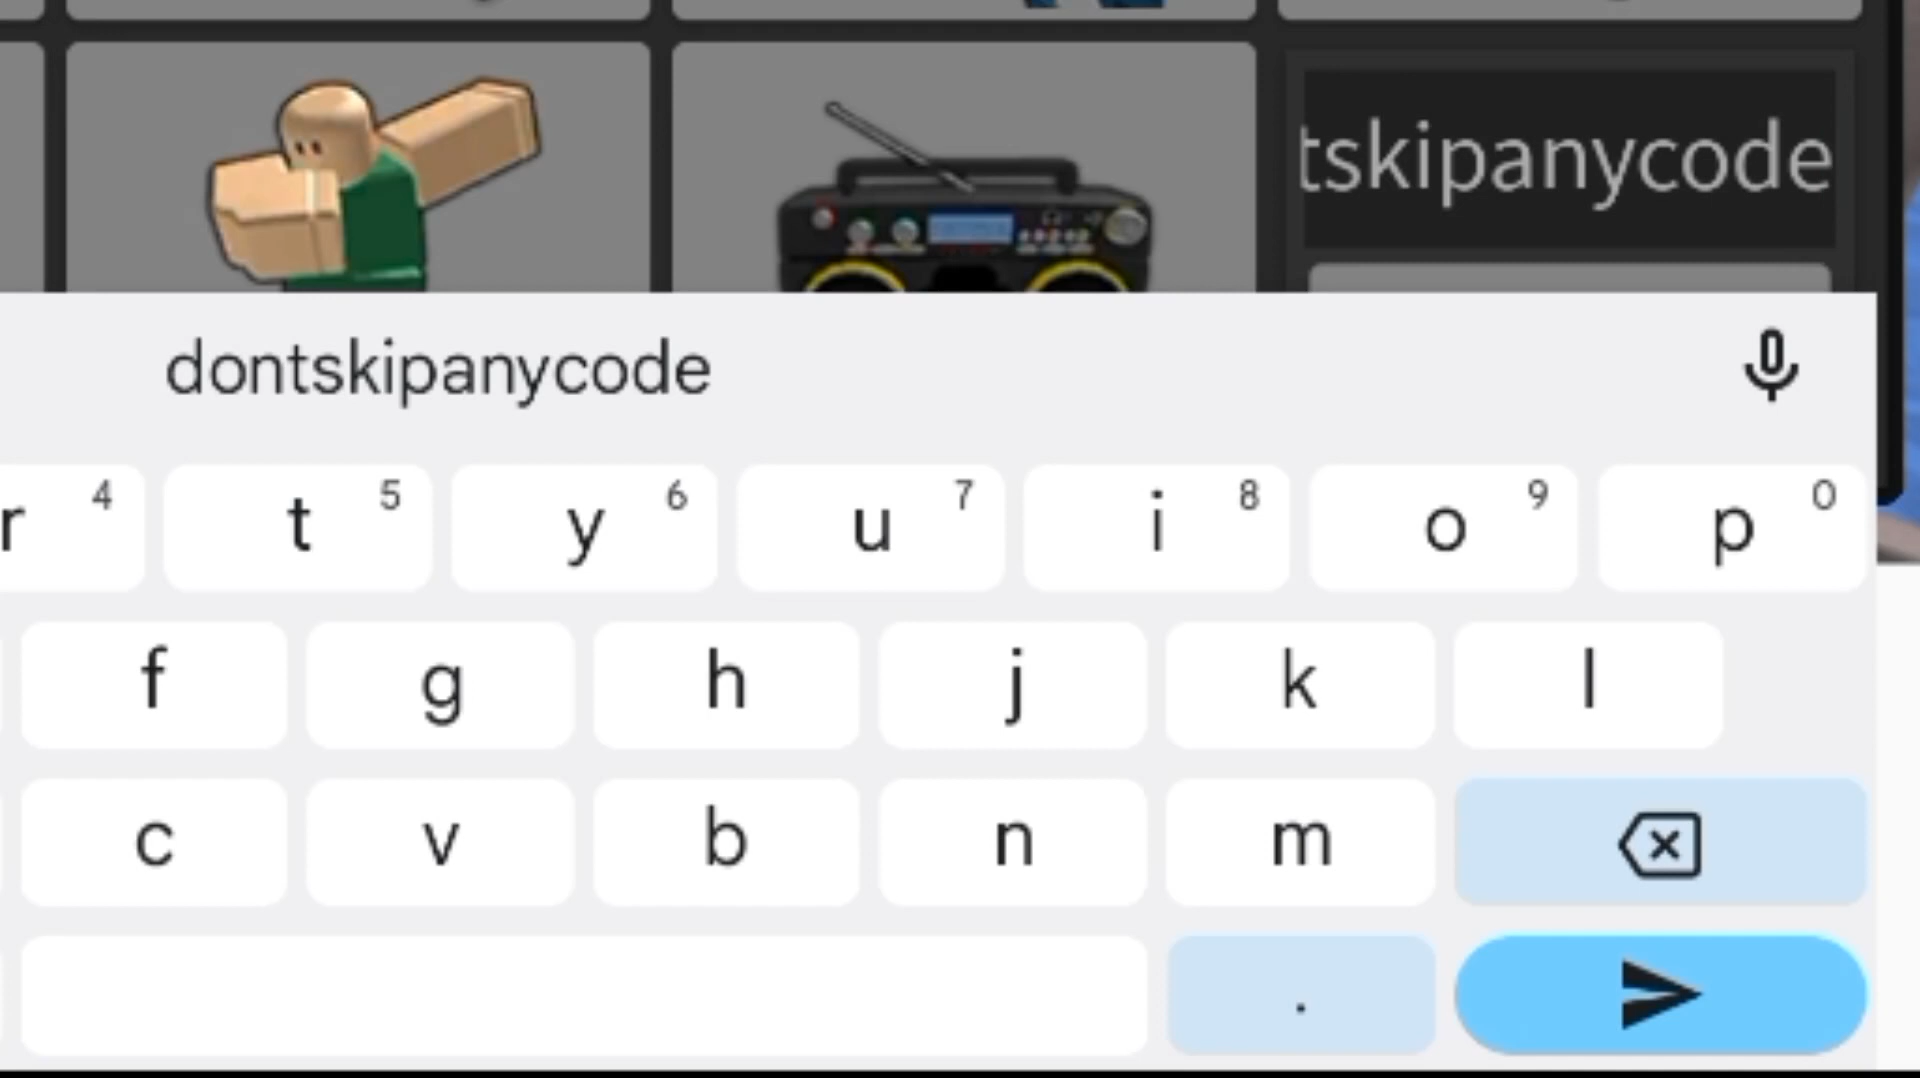 tskipanycode
dontskipanycode
r 4 t 5 y 6 u 7 i 8 o 9 p 0
f g h j k l
c v b n m
.